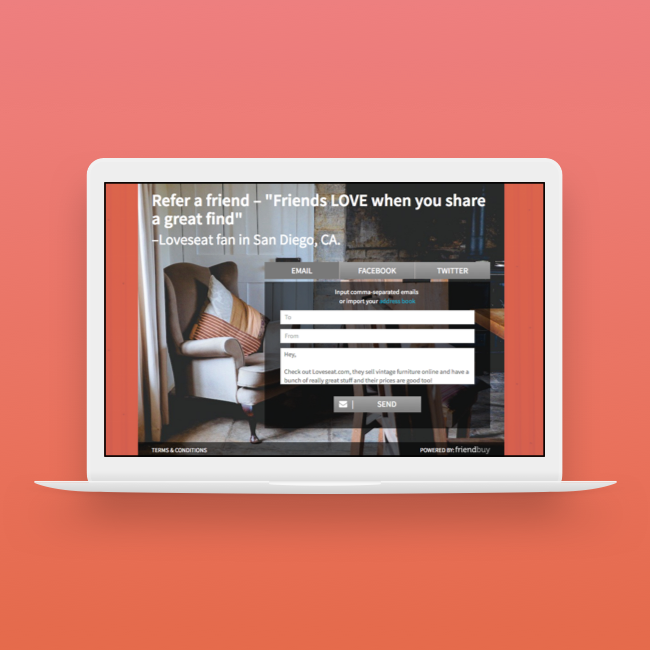 Refer a friend – "Friends LOVE when you share
a great find"
–Loveseat fan in San Diego, CA.
EMAIL FACEBOOK TWITTER
Input comma-separated emails
or import your address book
To
From
Hey,
Check out Loveseat.com, they sell vintage furniture online and have a
bunch of really great stuff and their prices are good too!
SEND
TERMS & CONDITIONS POWERED BY: friendbuy